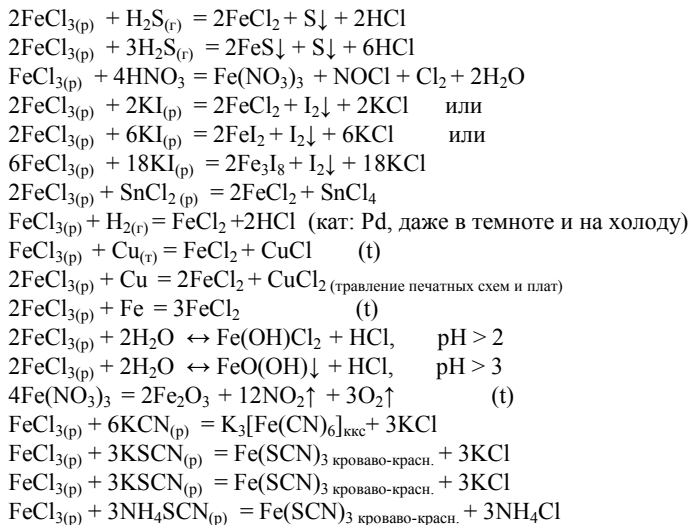 2FeCl₃₍ₚ₎ + H₂S₍г₎ = 2FeCl₂ + S↓ + 2HCl
2FeCl₃₍ₚ₎ + 3H₂S₍г₎ = 2FeS↓ + S↓ + 6HCl
FeCl₃₍ₚ₎ + 4HNO₃ = Fe(NO₃)₃ + NOCl + Cl₂ + 2H₂O
2FeCl₃₍ₚ₎ + 2KI₍ₚ₎ = 2FeCl₂ + I₂↓ + 2KCl или
2FeCl₃₍ₚ₎ + 6KI₍ₚ₎ = 2FeI₂ + I₂↓ + 6KCl или
6FeCl₃₍ₚ₎ + 18KI₍ₚ₎ = 2Fe₃I₈ + I₂↓ + 18KCl
2FeCl₃₍ₚ₎ + SnCl₂ ₍ₚ₎ = 2FeCl₂ + SnCl₄
FeCl₃₍ₚ₎ + H₂₍г₎ = FeCl₂ +2HCl (кат: Pd, даже в темноте и на холоду)
FeCl₃₍ₚ₎ + Cu₍т₎ = FeCl₂ + CuCl (t)
2FeCl₃₍ₚ₎ + Cu = 2FeCl₂ + CuCl₂ (травление печатных схем и плат)
2FeCl₃₍ₚ₎ + Fe = 3FeCl₂ (t)
2FeCl₃₍ₚ₎ + 2H₂O ↔ Fe(OH)Cl₂ + HCl, pH > 2
2FeCl₃₍ₚ₎ + 2H₂O ↔ FeO(OH)↓ + HCl, pH > 3
4Fe(NO₃)₃ = 2Fe₂O₃ + 12NO₂↑ + 3O₂↑ (t)
FeCl₃₍ₚ₎ + 6KCN₍ₚ₎ = K₃[Fe(CN)₆]ккс+ 3KCl
FeCl₃₍ₚ₎ + 3KSCN₍ₚ₎ = Fe(SCN)₃ кроваво-красн. + 3KCl
FeCl₃₍ₚ₎ + 3KSCN₍ₚ₎ = Fe(SCN)₃ кроваво-красн. + 3KCl
FeCl₃₍ₚ₎ + 3NH₄SCN₍ₚ₎ = Fe(SCN)₃ кроваво-красн. + 3NH₄Cl